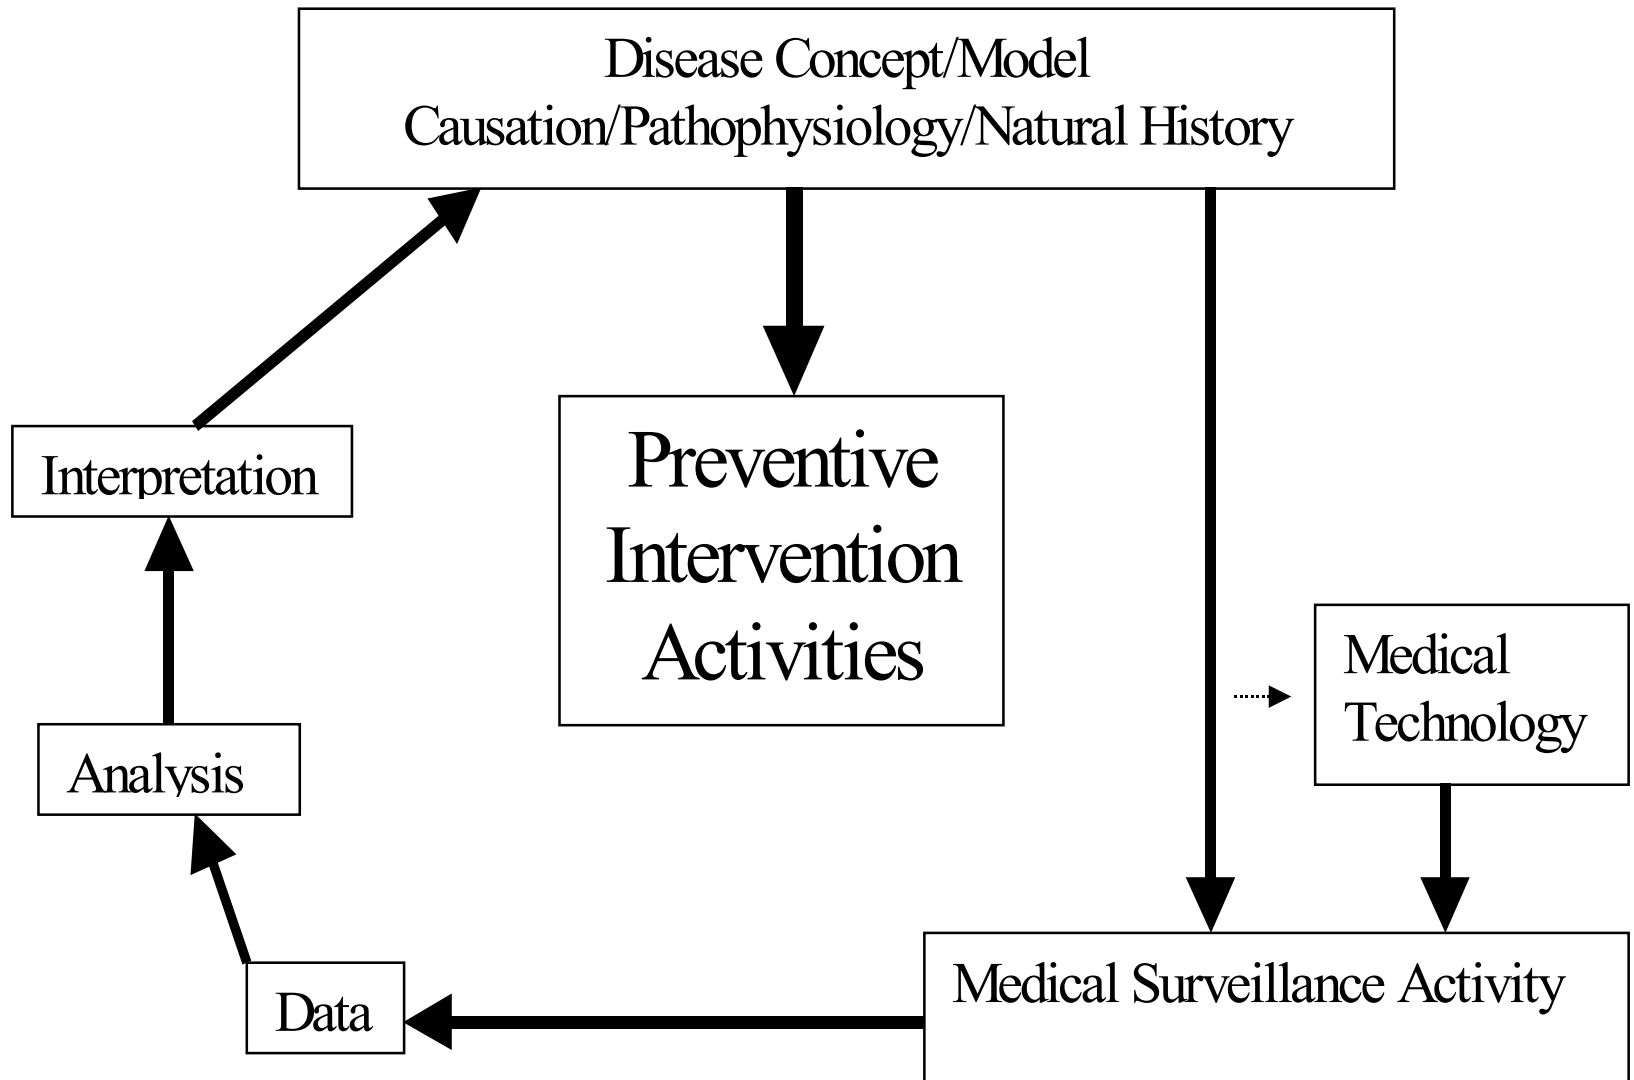 Disease Concept/Model
Causation/Pathophysiology/Natural History
Preventive
Intervention
Activities
Interpretation
Medical
Technology
Analysis
Medical Surveillance Activity
Data